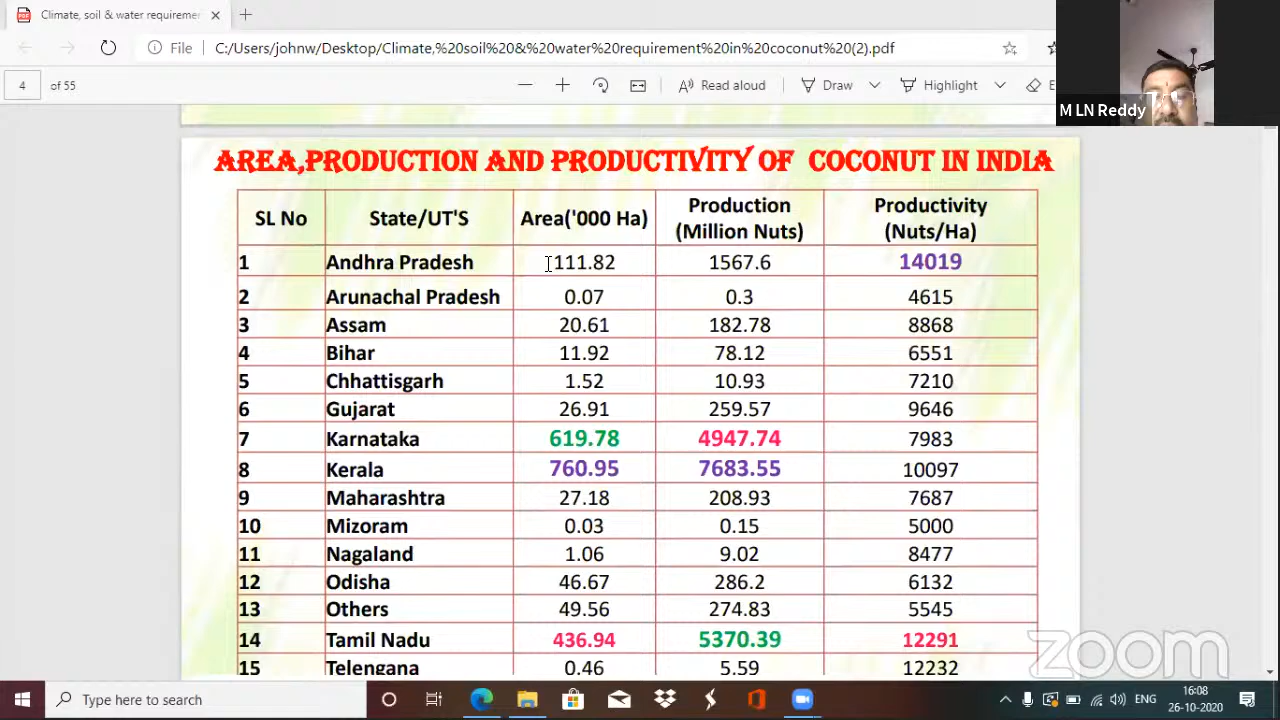 Climate, soil & water requiremer
File C:/Users/johnw/Desktop/Climate,%20soil%20&%20water%20requirement%20in%20coconut%20(2).pdf
4 of 55 Read aloud Draw Highlight E
M LN Reddy
AREA,PRODUCTION AND PRODUCTIVITY OF COCONUT IN INDIA
SL No State/UT'S Area('000 Ha) Production (Million Nuts) Productivity (Nuts/Ha)
1 Andhra Pradesh 111.82 1567.6 14019
2 Arunachal Pradesh 0.07 0.3 4615
3 Assam 20.61 182.78 8868
4 Bihar 11.92 78.12 6551
5 Chhattisgarh 1.52 10.93 7210
6 Gujarat 26.91 259.57 9646
7 Karnataka 619.78 4947.74 7983
8 Kerala 760.95 7683.55 10097
9 Maharashtra 27.18 208.93 7687
10 Mizoram 0.03 0.15 5000
11 Nagaland 1.06 9.02 8477
12 Odisha 46.67 286.2 6132
13 Others 49.56 274.83 5545
14 Tamil Nadu 436.94 5370.39 12291
15 Telengana 0.46 5.59 12232
zoom
Type here to search
ENG
16:08
26-10-2020